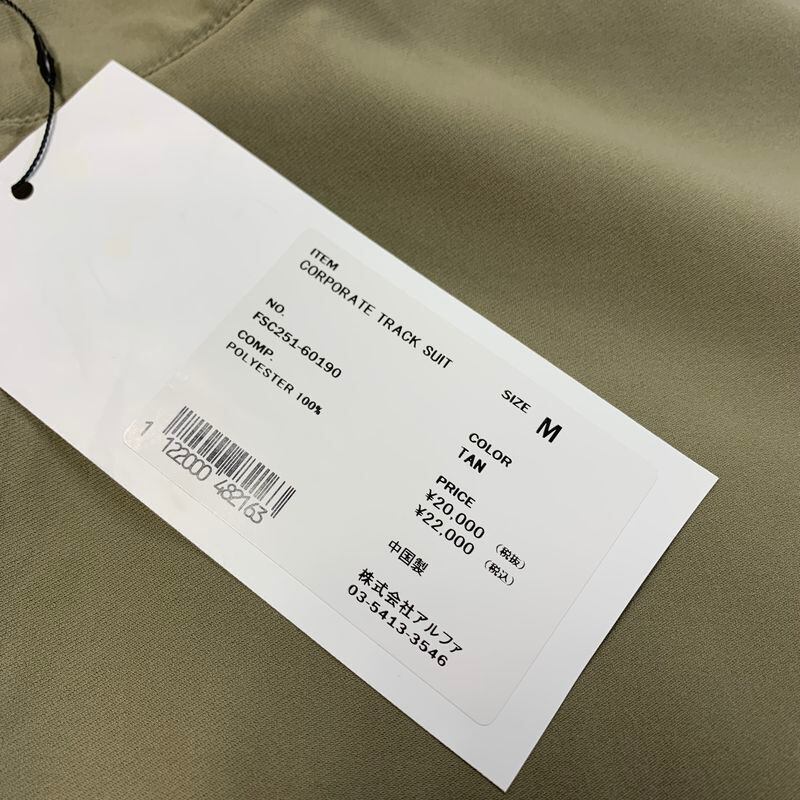 ITEM
CORPORATE TRACK SUIT
NO.
FSC251-60190
COMP.
POLYESTER 100%
1 122000 482163
SIZE M
COLOR
TAN
PRICE
¥20,000 (税抜)
¥22,000 (税込)
中国製
株式会社アルファ
03-5413-3546